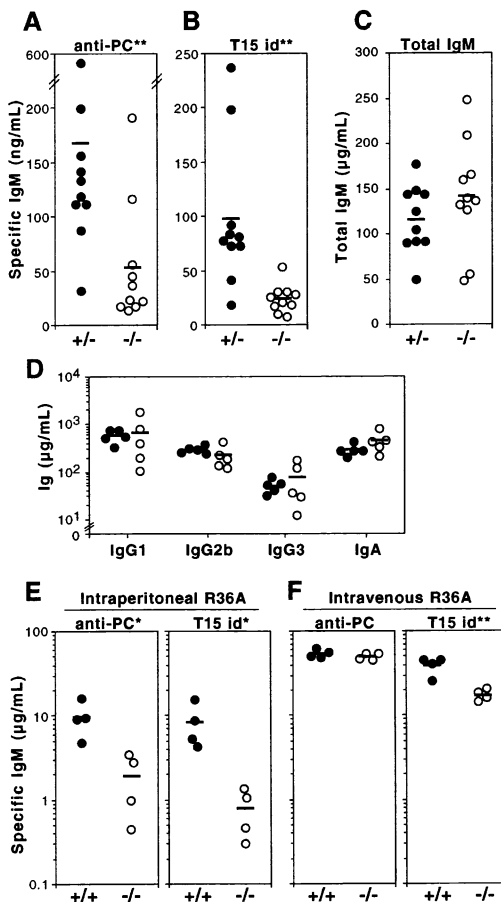 A
B
C
anti-PC**
T15 id**
Total IgM
Specific IgM (ng/mL)
600
200
150
100
50
0
+/-
-/-
250
200
150
100
50
0
+/-
-/-
Total IgM (µg/mL)
300
250
200
150
100
50
0
+/-
-/-
D
Ig (µg/mL)
10⁴
10³
10²
10¹
0
IgG1
IgG2b
IgG3
IgA
E
F
Intraperitoneal R36A
Intravenous R36A
anti-PC*
T15 id*
anti-PC
T15 id**
Specific IgM (µg/mL)
100
10
1
0.1
+/+
-/-
+/+
-/-
+/+
-/-
+/+
-/-